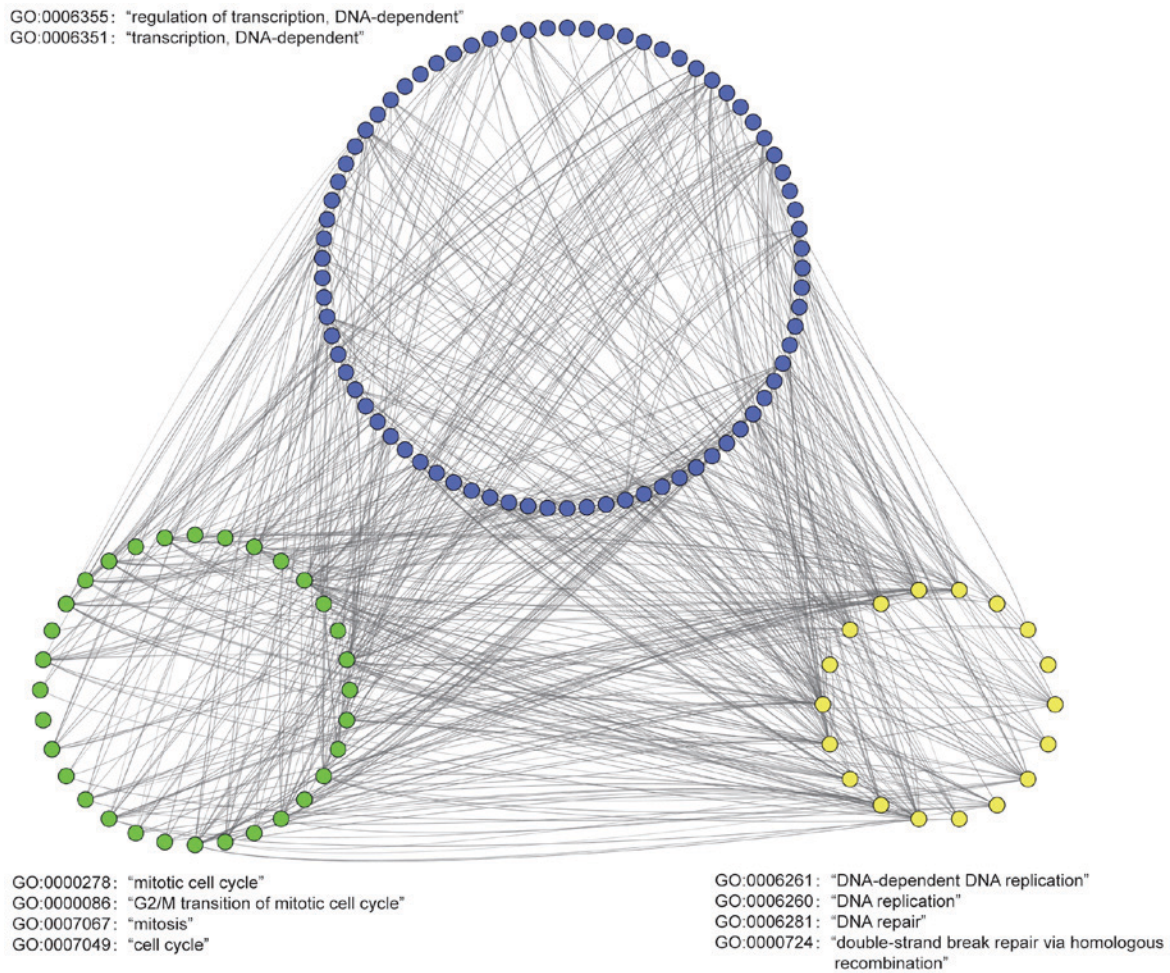 GO:0006355: “regulation of transcription, DNA-dependent”
GO:0006351: “transcription, DNA-dependent”
GO:0000278: “mitotic cell cycle”
GO:0000086: “G2/M transition of mitotic cell cycle”
GO:0007067: “mitosis”
GO:0007049: “cell cycle”
GO:0006261: “DNA-dependent DNA replication”
GO:0006260: “DNA replication”
GO:0006281: “DNA repair”
GO:0000724: “double-strand break repair via homologous
recombination”